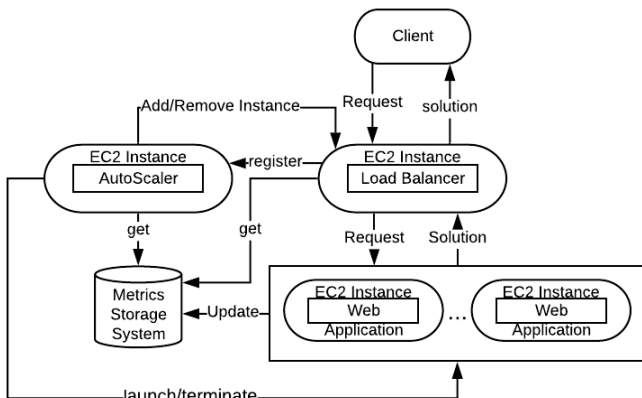 Client
Request
solution
Add/Remove Instance
EC2 Instance
AutoScaler
register
EC2 Instance
Load Balancer
get
get
Request
Solution
Metrics
Storage
System
Update
EC2 Instance
Web
Application
...
EC2 Instance
Web
Application
launch/terminate